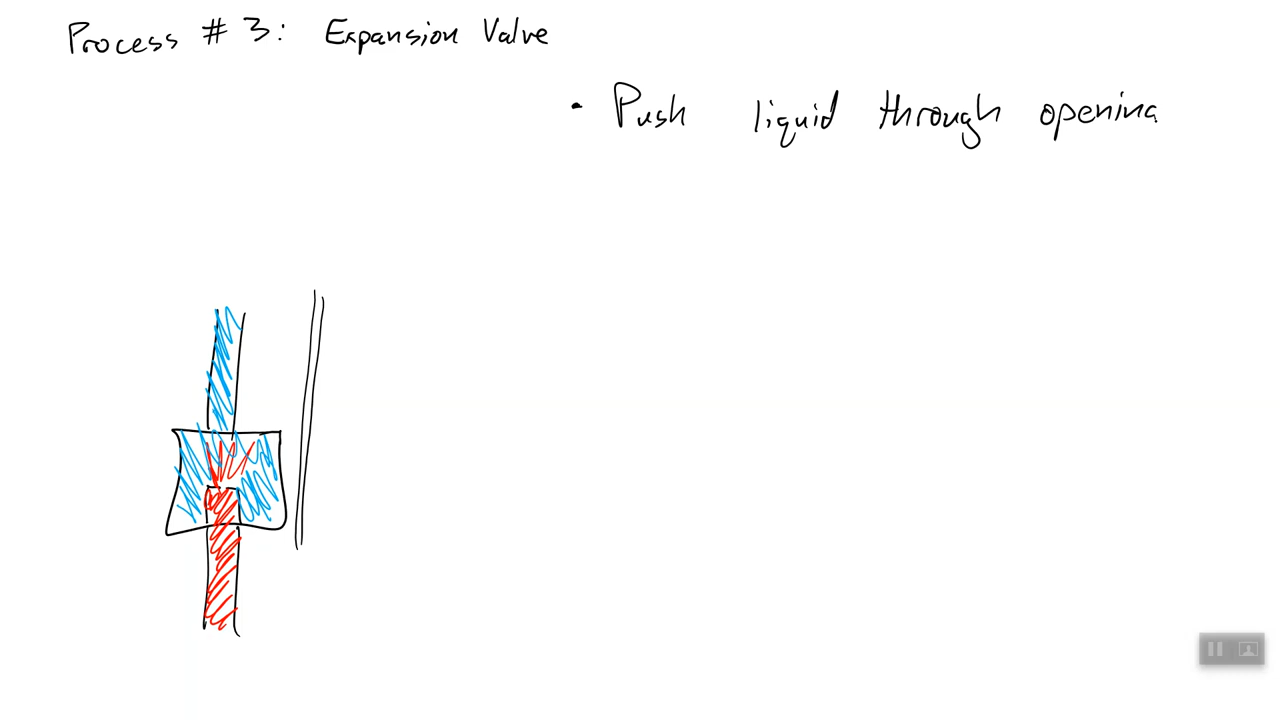 Process # 3: Expansion Valve
• Push liquid through opening